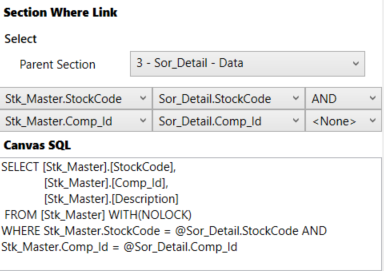 Section Where Link
Select
Parent Section 3 - Sor_Detail - Data
Stk_Master.StockCode Sor_Detail.StockCode AND
Stk_Master.Comp_Id Sor_Detail.Comp_Id <None>
Canvas SQL
SELECT [Stk_Master].[StockCode],
[Stk_Master].[Comp_Id],
[Stk_Master].[Description]
FROM [Stk_Master] WITH(NOLOCK)
WHERE Stk_Master.StockCode = @Sor_Detail.StockCode AND
Stk_Master.Comp_Id = @Sor_Detail.Comp_Id